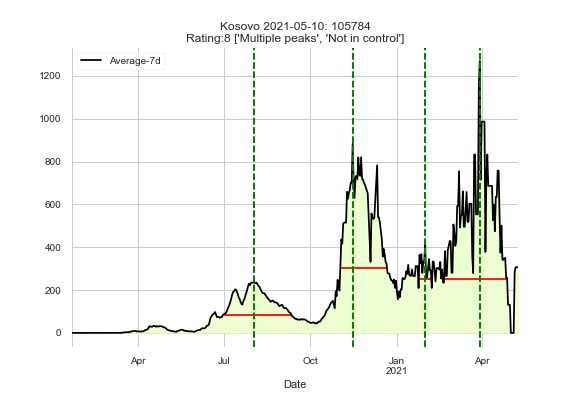 Kosovo 2021-05-10: 105784
Rating:8 ['Multiple peaks', 'Not in control']
Average-7d
1200
1000
800
600
400
200
0
Apr
Jul
Oct
Jan
2021
Apr
Date